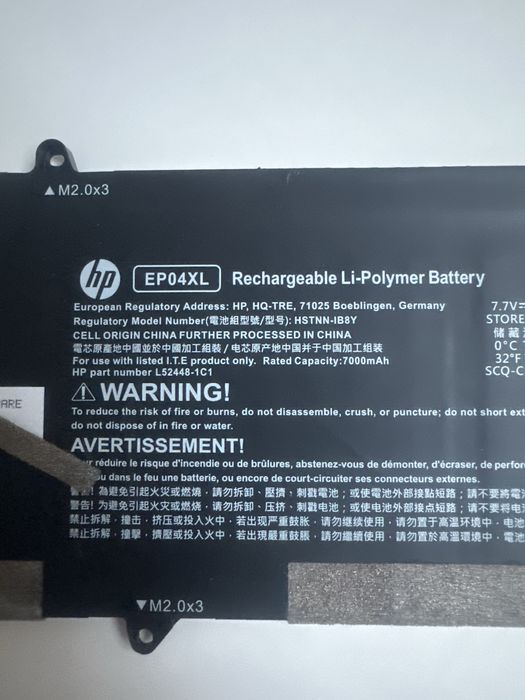 ▲ M2.0x3
hp EP04XL Rechargeable Li-Polymer Battery
European Regulatory Address: HP, HQ-TRE, 71025 Boeblingen, Germany
7.7V
Regulatory Model Number(電池組型號/型号): HSTNN-IB8Y
STORE
CELL ORIGIN CHINA FURTHER PROCESSED IN CHINA
儲藏
電芯原產地中國並於中國加工組裝 / 电芯原产地中国并于中国加工组装
0°C
For use with listed I.T.E product only. Rated Capacity:7000mAh
32°F
HP part number L52448-1C1
SCQ-C
ARE
⚠ WARNING!
To reduce the risk of fire or burns, do not disassemble, crush, or puncture; do not short ext
do not dispose of in fire or water.
AVERTISSEMENT!
réduire le risque d'incendie ou de brûlures, abstenez-vous de démonter, d'écraser, de perfor
ou dans le feu une batterie, ou encore de court-circuiter ses connecteurs externes.
警告! 為避免引起火災或燃燒，請勿拆卸、壓擠、刺戳電池；或使電池外部接點短路；請不要將電
警告! 为避免引起火灾或燃烧，请勿拆卸、压挤、刺戳电池；或使电池外部接点短路；请不要将电
禁止拆解，撞击，挤压或投入火中，若出现严重鼓胀，请勿继续使用，请勿置于高温环境中，电池
禁止拆解，撞擊，擠壓或投入火中，若出現嚴重鼓脹，請勿繼續使用，請勿置於高溫環境中，電
▼ M2.0x3